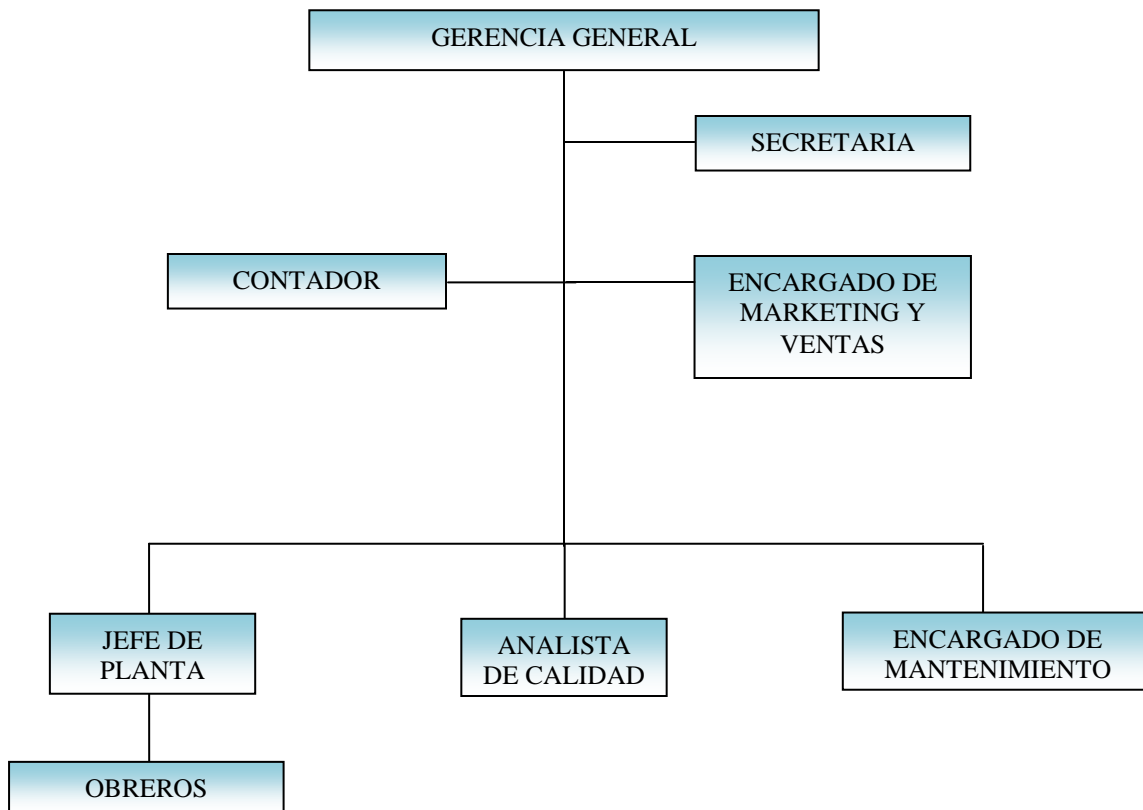 GERENCIA GENERAL
SECRETARIA
CONTADOR
ENCARGADO DE
MARKETING Y
VENTAS
JEFE DE
PLANTA
ANALISTA
DE CALIDAD
ENCARGADO DE
MANTENIMIENTO
OBREROS